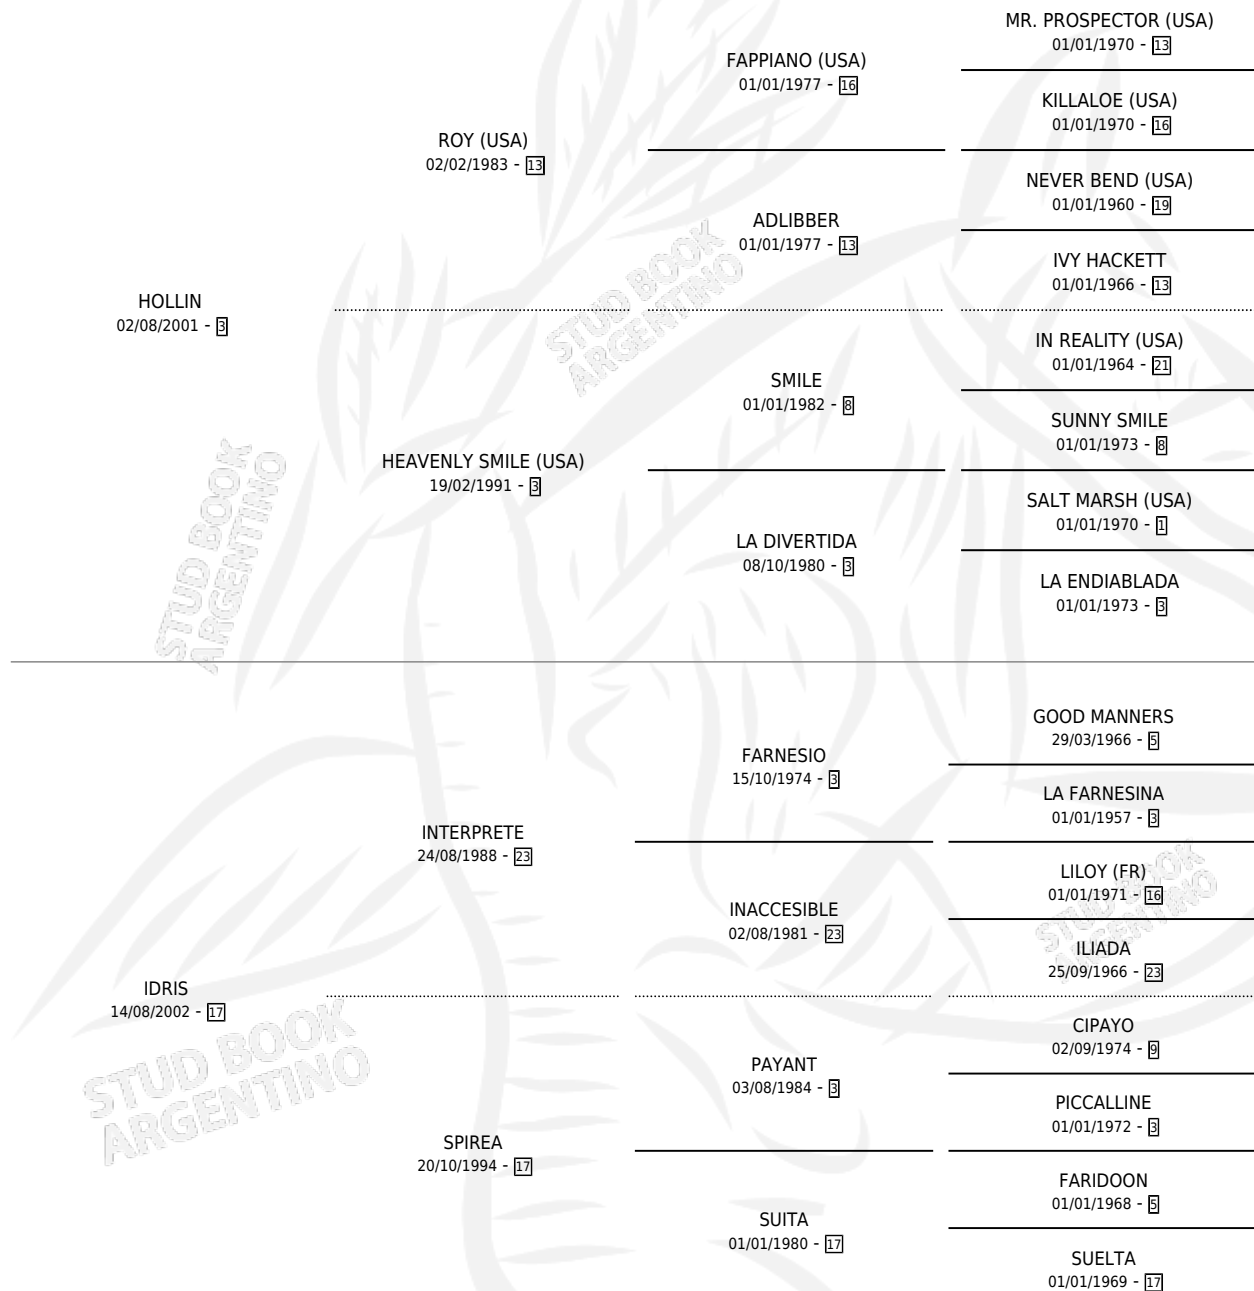 MR. PROSPECTOR (USA)
01/01/1970 - 13
FAPPIANO (USA)
01/01/1977 - 16
KILLALOE (USA)
01/01/1970 - 16
ROY (USA)
02/02/1983 - 13
NEVER BEND (USA)
01/01/1960 - 19
ADLIBBER
01/01/1977 - 13
IVY HACKETT
01/01/1966 - 13
HOLLIN
02/08/2001 - 3
IN REALITY (USA)
01/01/1964 - 21
SMILE
01/01/1982 - 8
SUNNY SMILE
01/01/1973 - 8
HEAVENLY SMILE (USA)
19/02/1991 - 3
SALT MARSH (USA)
01/01/1970 - 1
LA DIVERTIDA
08/10/1980 - 3
LA ENDIABLADA
01/01/1973 - 3
GOOD MANNERS
29/03/1966 - 5
FARNESIO
15/10/1974 - 3
LA FARNESINA
01/01/1957 - 3
INTERPRETE
24/08/1988 - 23
LILOY (FR)
01/01/1971 - 16
INACCESIBLE
02/08/1981 - 23
ILIADA
25/09/1966 - 23
IDRIS
14/08/2002 - 17
CIPAYO
02/09/1974 - 9
PAYANT
03/08/1984 - 3
PICCALLINE
01/01/1972 - 3
SPIREA
20/10/1994 - 17
FARIDOON
01/01/1968 - 5
SUITA
01/01/1980 - 17
SUELTA
01/01/1969 - 17
STUD BOOK
ARGENTINO
STUD BOOK
ARGENTINO
STUD BOOK
ARGENTINO
STUD BOOK
ARGENTINO